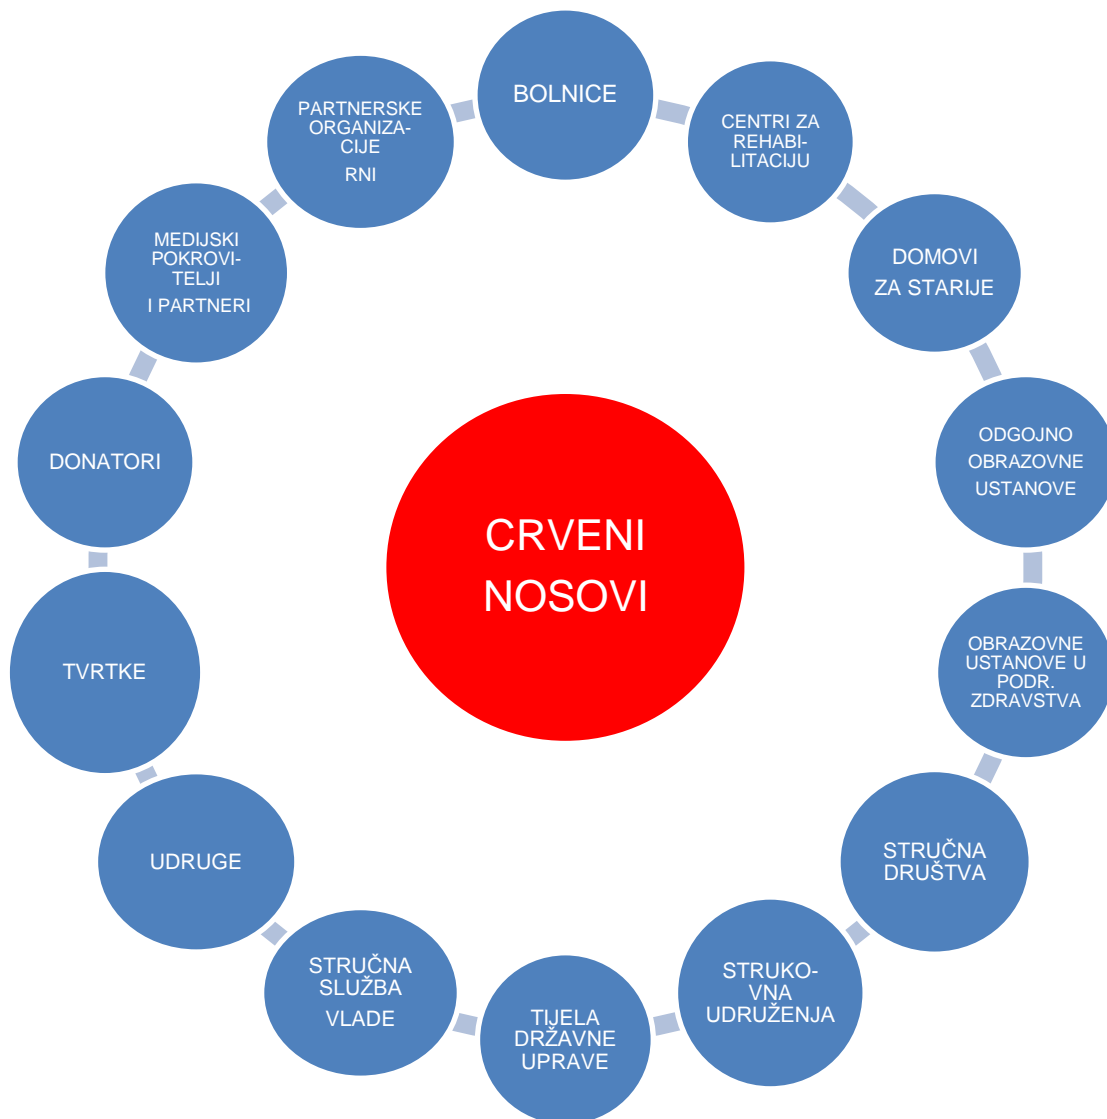 BOLNICE
CENTRI ZA
REHABI-
LITACIJU
DOMOVI
ZA STARIJE
ODGOJNO
OBRAZOVNE
USTANOVE
OBRAZOVNE
USTANOVE U
PODR.
ZDRAVSTVA
STRUČNA
DRUŠTVA
STRUKO-
VNA
UDRUŽENJA
TIJELA
DRŽAVNE
UPRAVE
STRUČNA
SLUŽBA
VLADE
UDRUGE
TVRTKE
DONATORI
MEDIJSKI
POKROVI-
TELJI
I PARTNERI
PARTNERSKE
ORGANIZA-
CIJE
RNI
CRVENI
NOSOVI